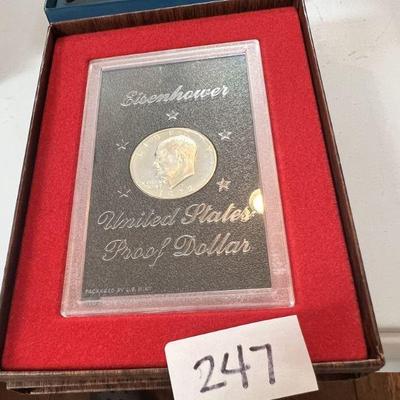 Eisenhower
United States
Proof Dollar
PACKAGED BY U.S. MINT
247